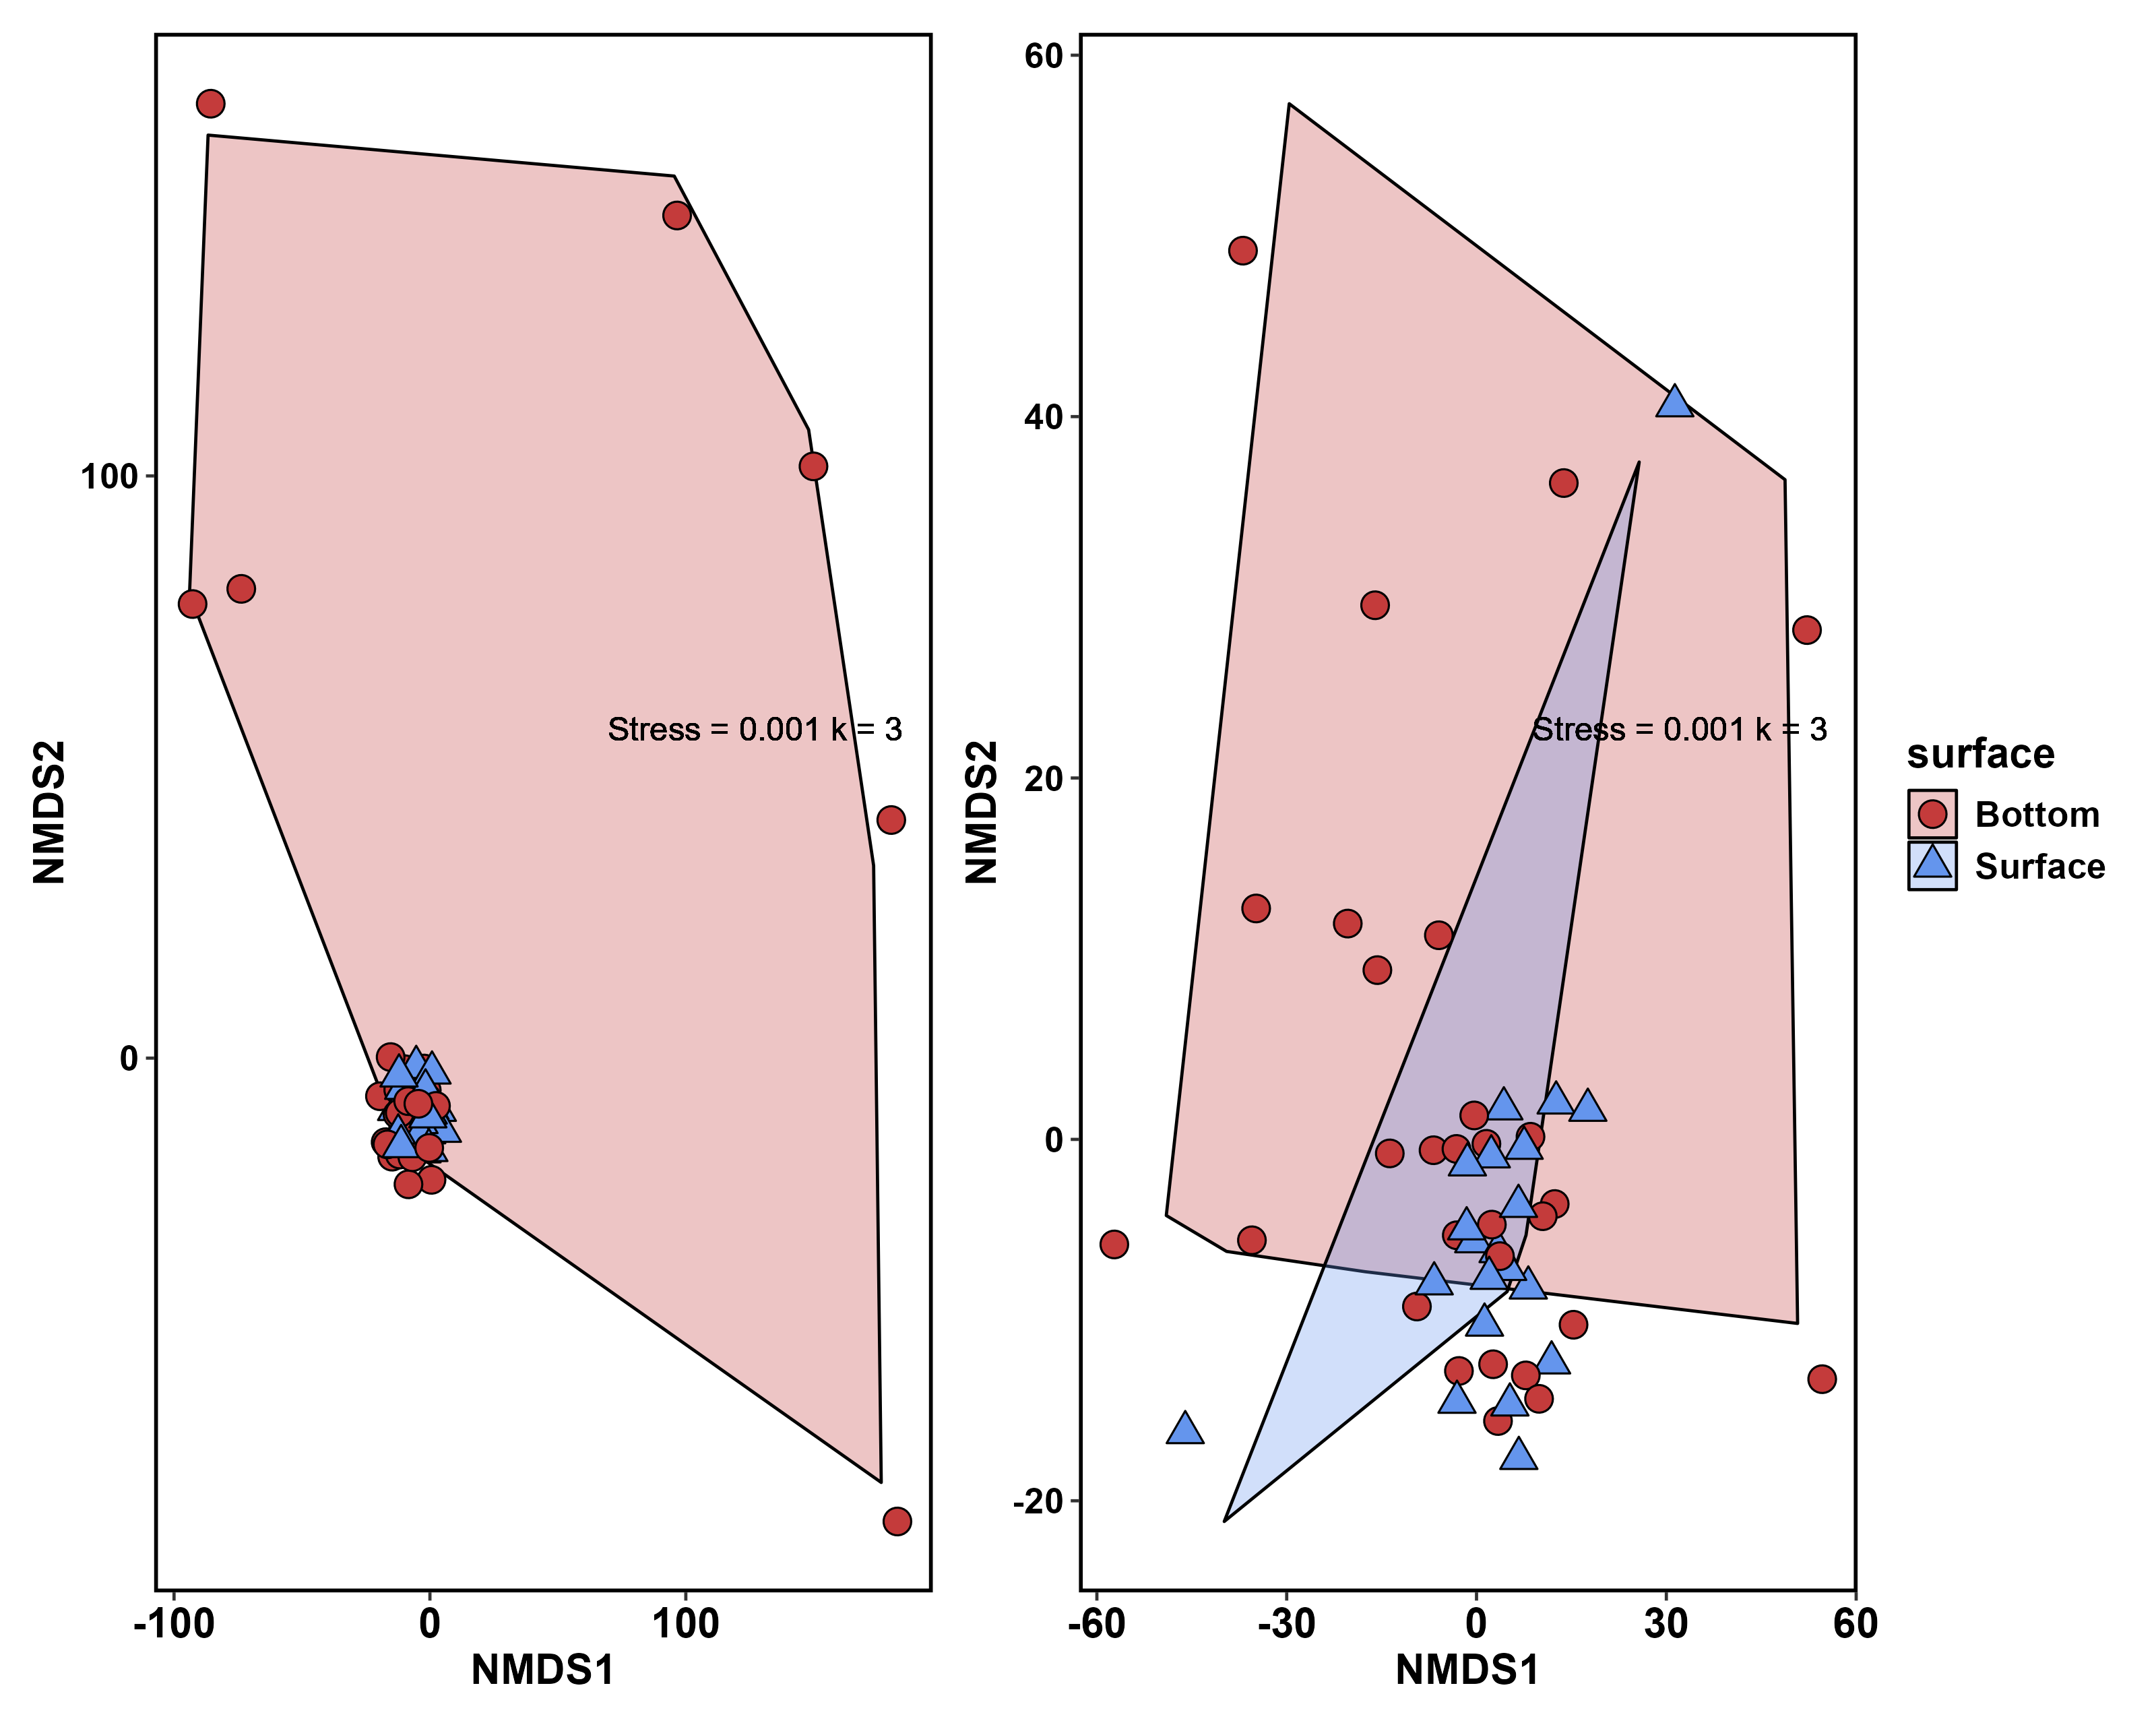 NMDS2
100
0
Stress = 0.001 k = 3
-100
0
100
NMDS1
NMDS2
60
40
20
0
-20
Stress = 0.001 k = 3
-60
-30
0
30
60
NMDS1
surface
Bottom
Surface